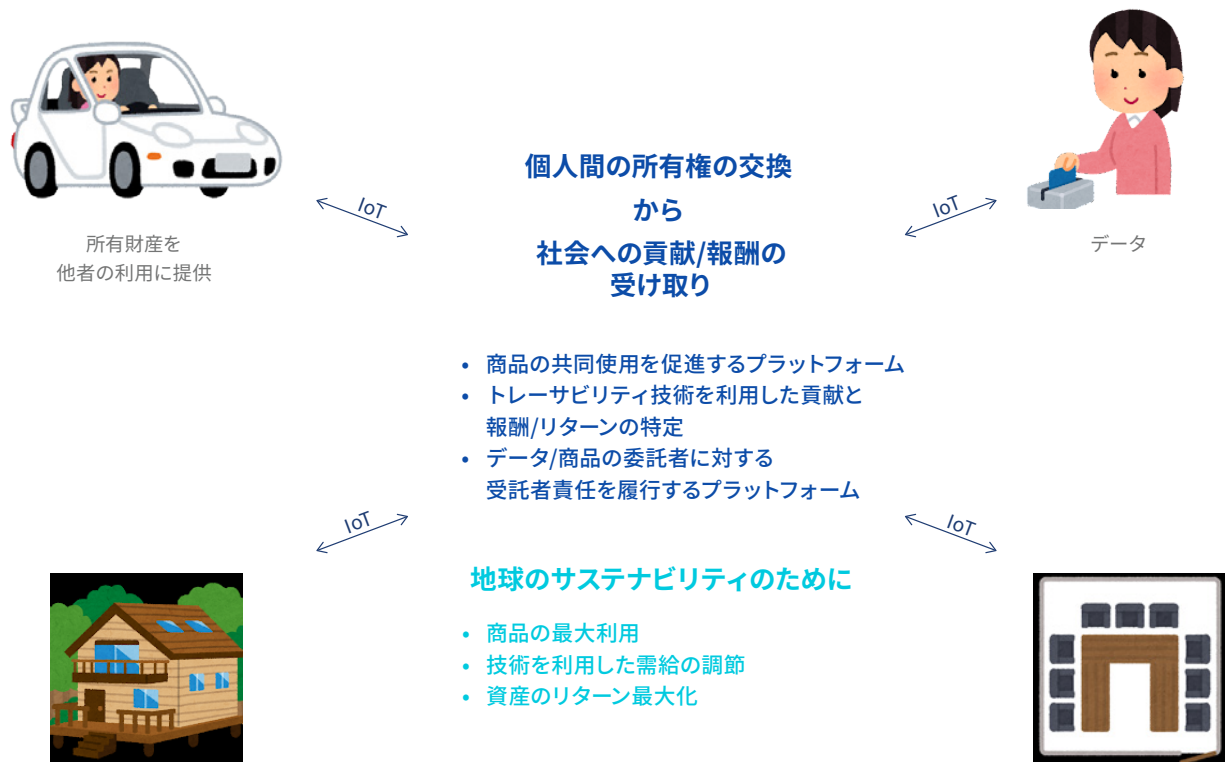 個人間の所有権の交換
から
社会への貢献/報酬の
受け取り
IoT
IoT
所有財産を
他者の利用に提供
データ
• 商品の共同使用を促進するプラットフォーム
• トレーサビリティ技術を利用した貢献と
報酬/リターンの特定
• データ/商品の委託者に対する
受託者責任を履行するプラットフォーム
IoT
IoT
地球のサステナビリティのために
• 商品の最大利用
• 技術を利用した需給の調節
• 資産のリターン最大化